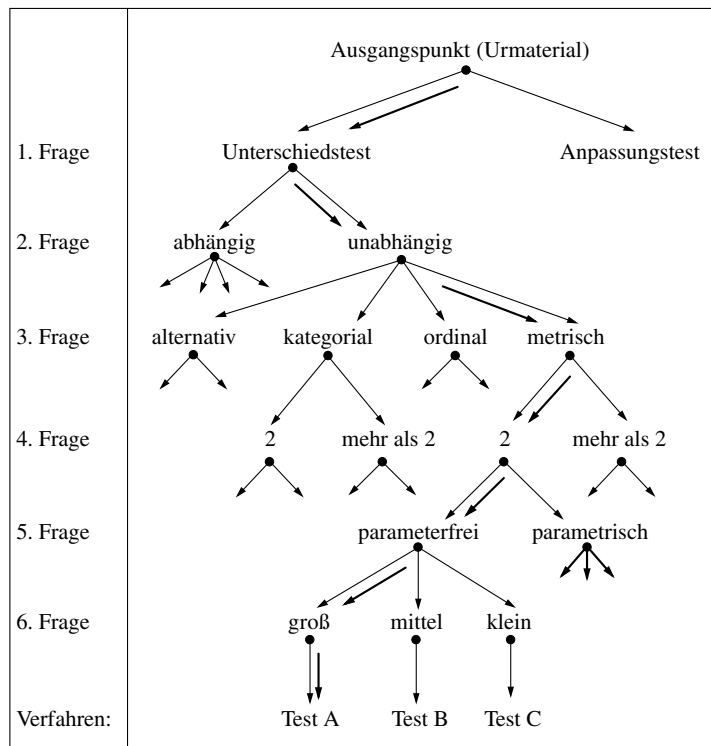 Ausgangspunkt (Urmaterial)
1. Frage Unterschiedstest Anpassungstest
2. Frage abhängig unabhängig
3. Frage alternativ kategorial ordinal metrisch
4. Frage 2 mehr als 2 2 mehr als 2
5. Frage parameterfrei parametrisch
6. Frage groß mittel klein
Verfahren: Test A Test B Test C